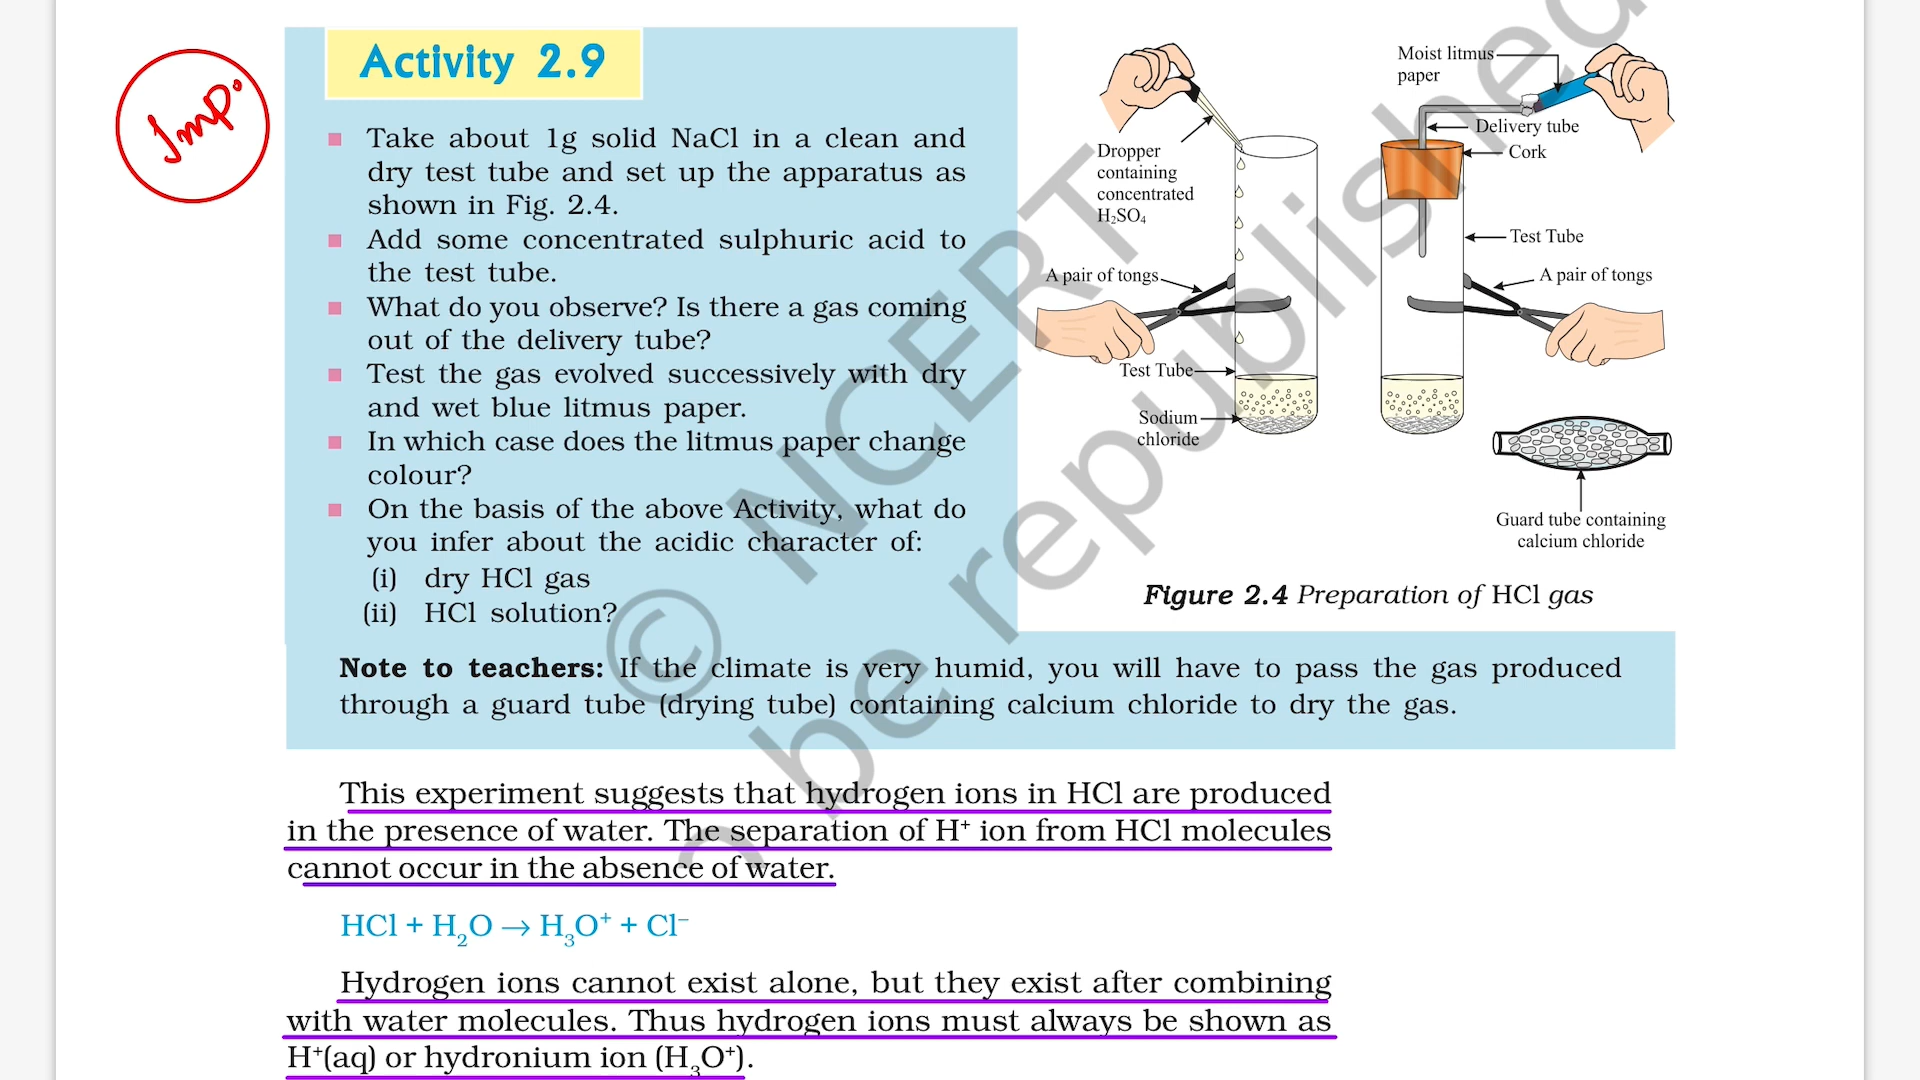 Imp.
Activity 2.9
▪ Take about 1g solid NaCl in a clean and
dry test tube and set up the apparatus as
shown in Fig. 2.4.
▪ Add some concentrated sulphuric acid to
the test tube.
▪ What do you observe? Is there a gas coming
out of the delivery tube?
▪ Test the gas evolved successively with dry
and wet blue litmus paper.
▪ In which case does the litmus paper change
colour?
▪ On the basis of the above Activity, what do
you infer about the acidic character of:
(i) dry HCl gas
(ii) HCl solution?
Dropper
containing
concentrated
H₂SO₄
A pair of tongs
Test Tube
Sodium
chloride
Moist litmus
paper
Delivery tube
Cork
Test Tube
A pair of tongs
Guard tube containing
calcium chloride
Figure 2.4 Preparation of HCl gas
Note to teachers: If the climate is very humid, you will have to pass the gas produced
through a guard tube (drying tube) containing calcium chloride to dry the gas.
This experiment suggests that hydrogen ions in HCl are produced
in the presence of water. The separation of H⁺ ion from HCl molecules
cannot occur in the absence of water.
HCl + H₂O → H₃O⁺ + Cl⁻
Hydrogen ions cannot exist alone, but they exist after combining
with water molecules. Thus hydrogen ions must always be shown as
H⁺(aq) or hydronium ion (H₃O⁺).
© NCERT
be republished